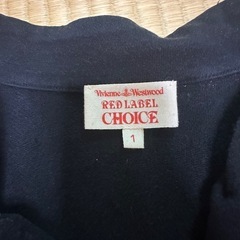 Vivienne Westwood
RED LABEL
CHOICE
1